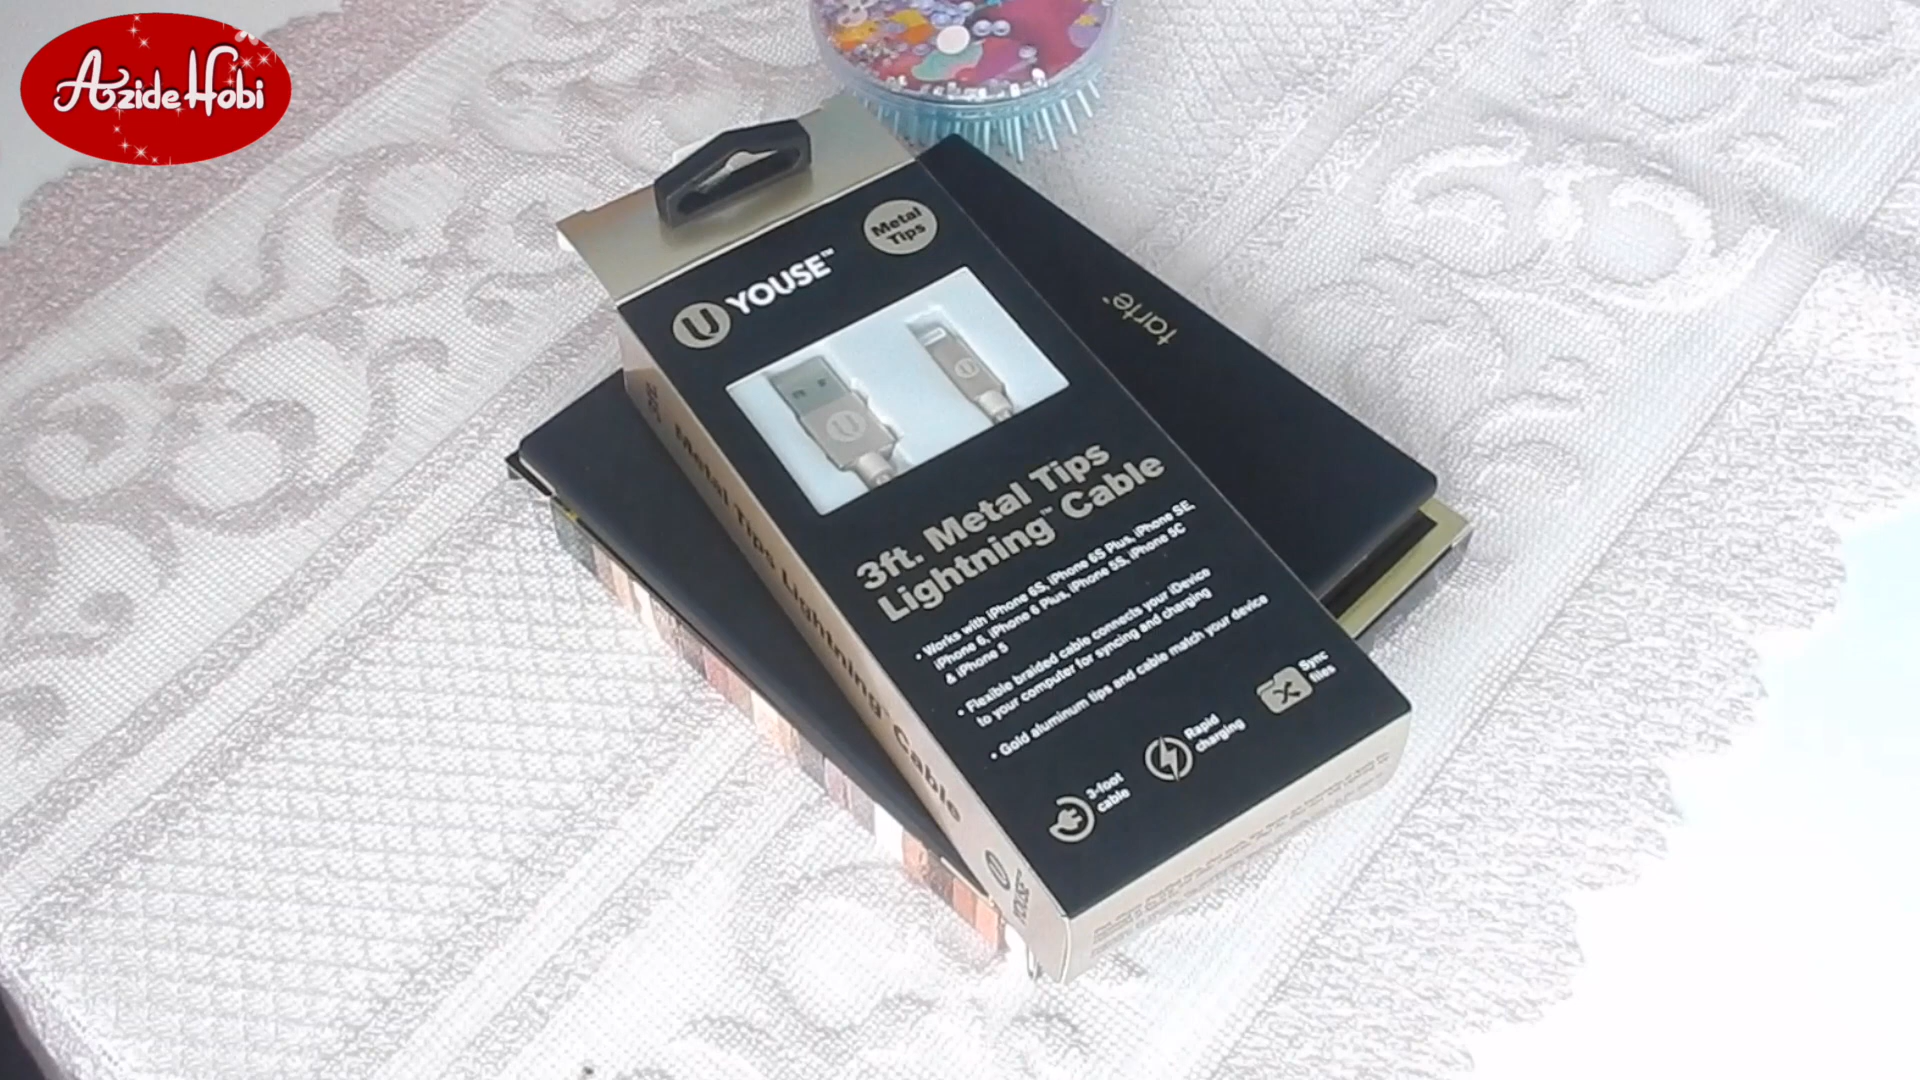 AzideHobi
Metal
Tips
U YOUSE™
tarte®
3ft. Metal Tips
Lightning™ Cable
• Works with iPhone 6S, iPhone 6S Plus, iPhone SE,
iPhone 6, iPhone 6 Plus, iPhone 5S, iPhone 5C
& iPhone 5
• Flexible braided cable connects your iDevice
to your computer for syncing and charging
• Gold aluminum tips and cable match your device
3-foot
cable
Rapid
charging
Sync
files
Metal Tips Lightning™ Cable
U YOUSE™